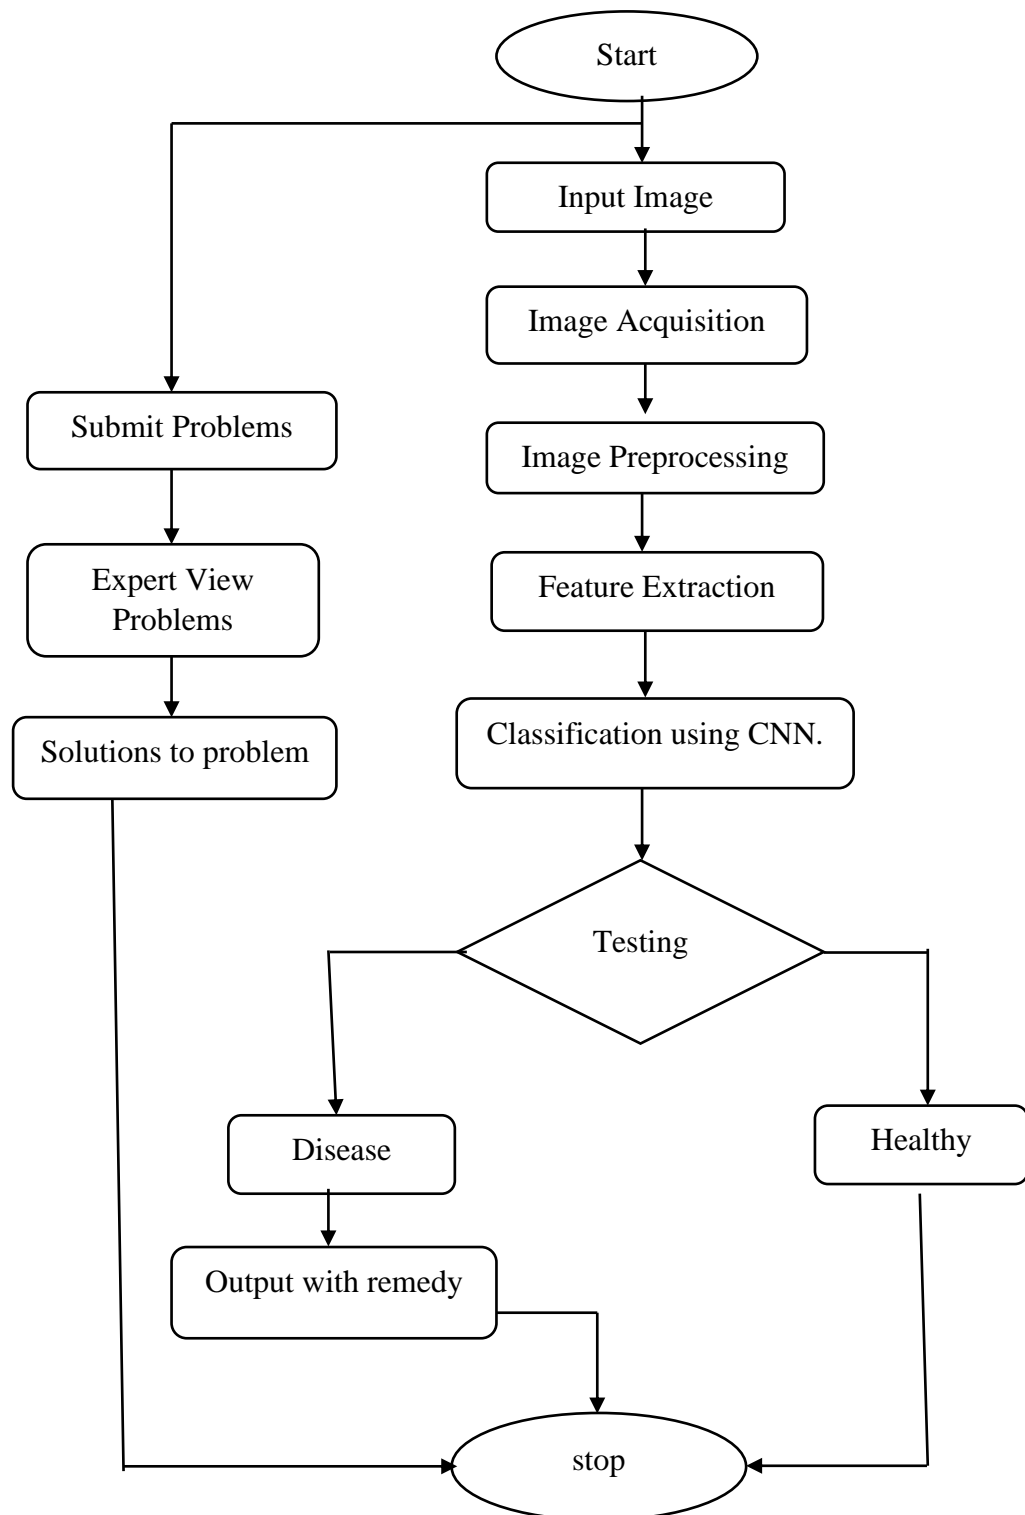 Start
Input Image
Image Acquisition
Submit Problems
Image Preprocessing
Expert View
Problems
Feature Extraction
Solutions to problem
Classification using CNN.
Testing
Disease
Healthy
Output with remedy
stop